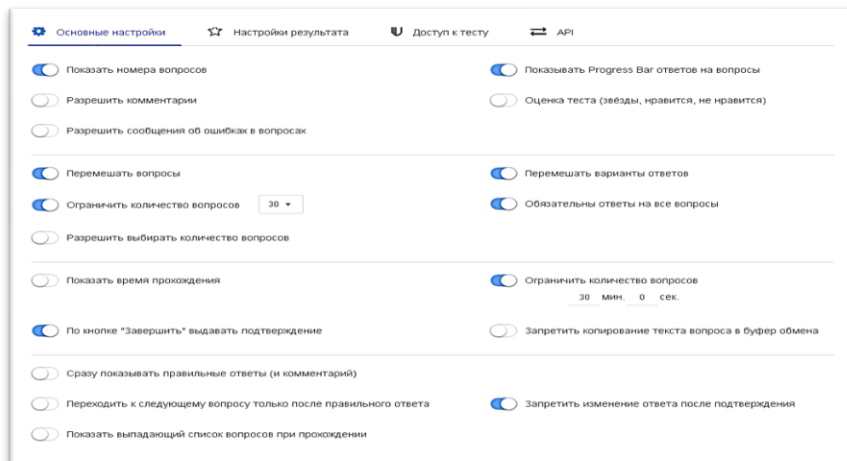 Основные настройки Настройки результата Доступ к тесту API
Показать номера вопросов Показывать Progress Bar ответов на вопросы
Разрешить комментарии Оценка теста (звёзды, нравится, не нравится)
Разрешить сообщения об ошибках в вопросах
Перемешать вопросы Перемешать варианты ответов
Ограничить количество вопросов 30 Обязательны ответы на все вопросы
Разрешить выбирать количество вопросов
Показать время прохождения Ограничить количество вопросов
30 мин. 0 сек.
По кнопке "Завершить" выдавать подтверждение Запретить копирование текста вопроса в буфер обмена
Сразу показывать правильные ответы (и комментарий)
Переходить к следующему вопросу только после правильного ответа Запретить изменение ответа после подтверждения
Показать выпадающий список вопросов при прохождении